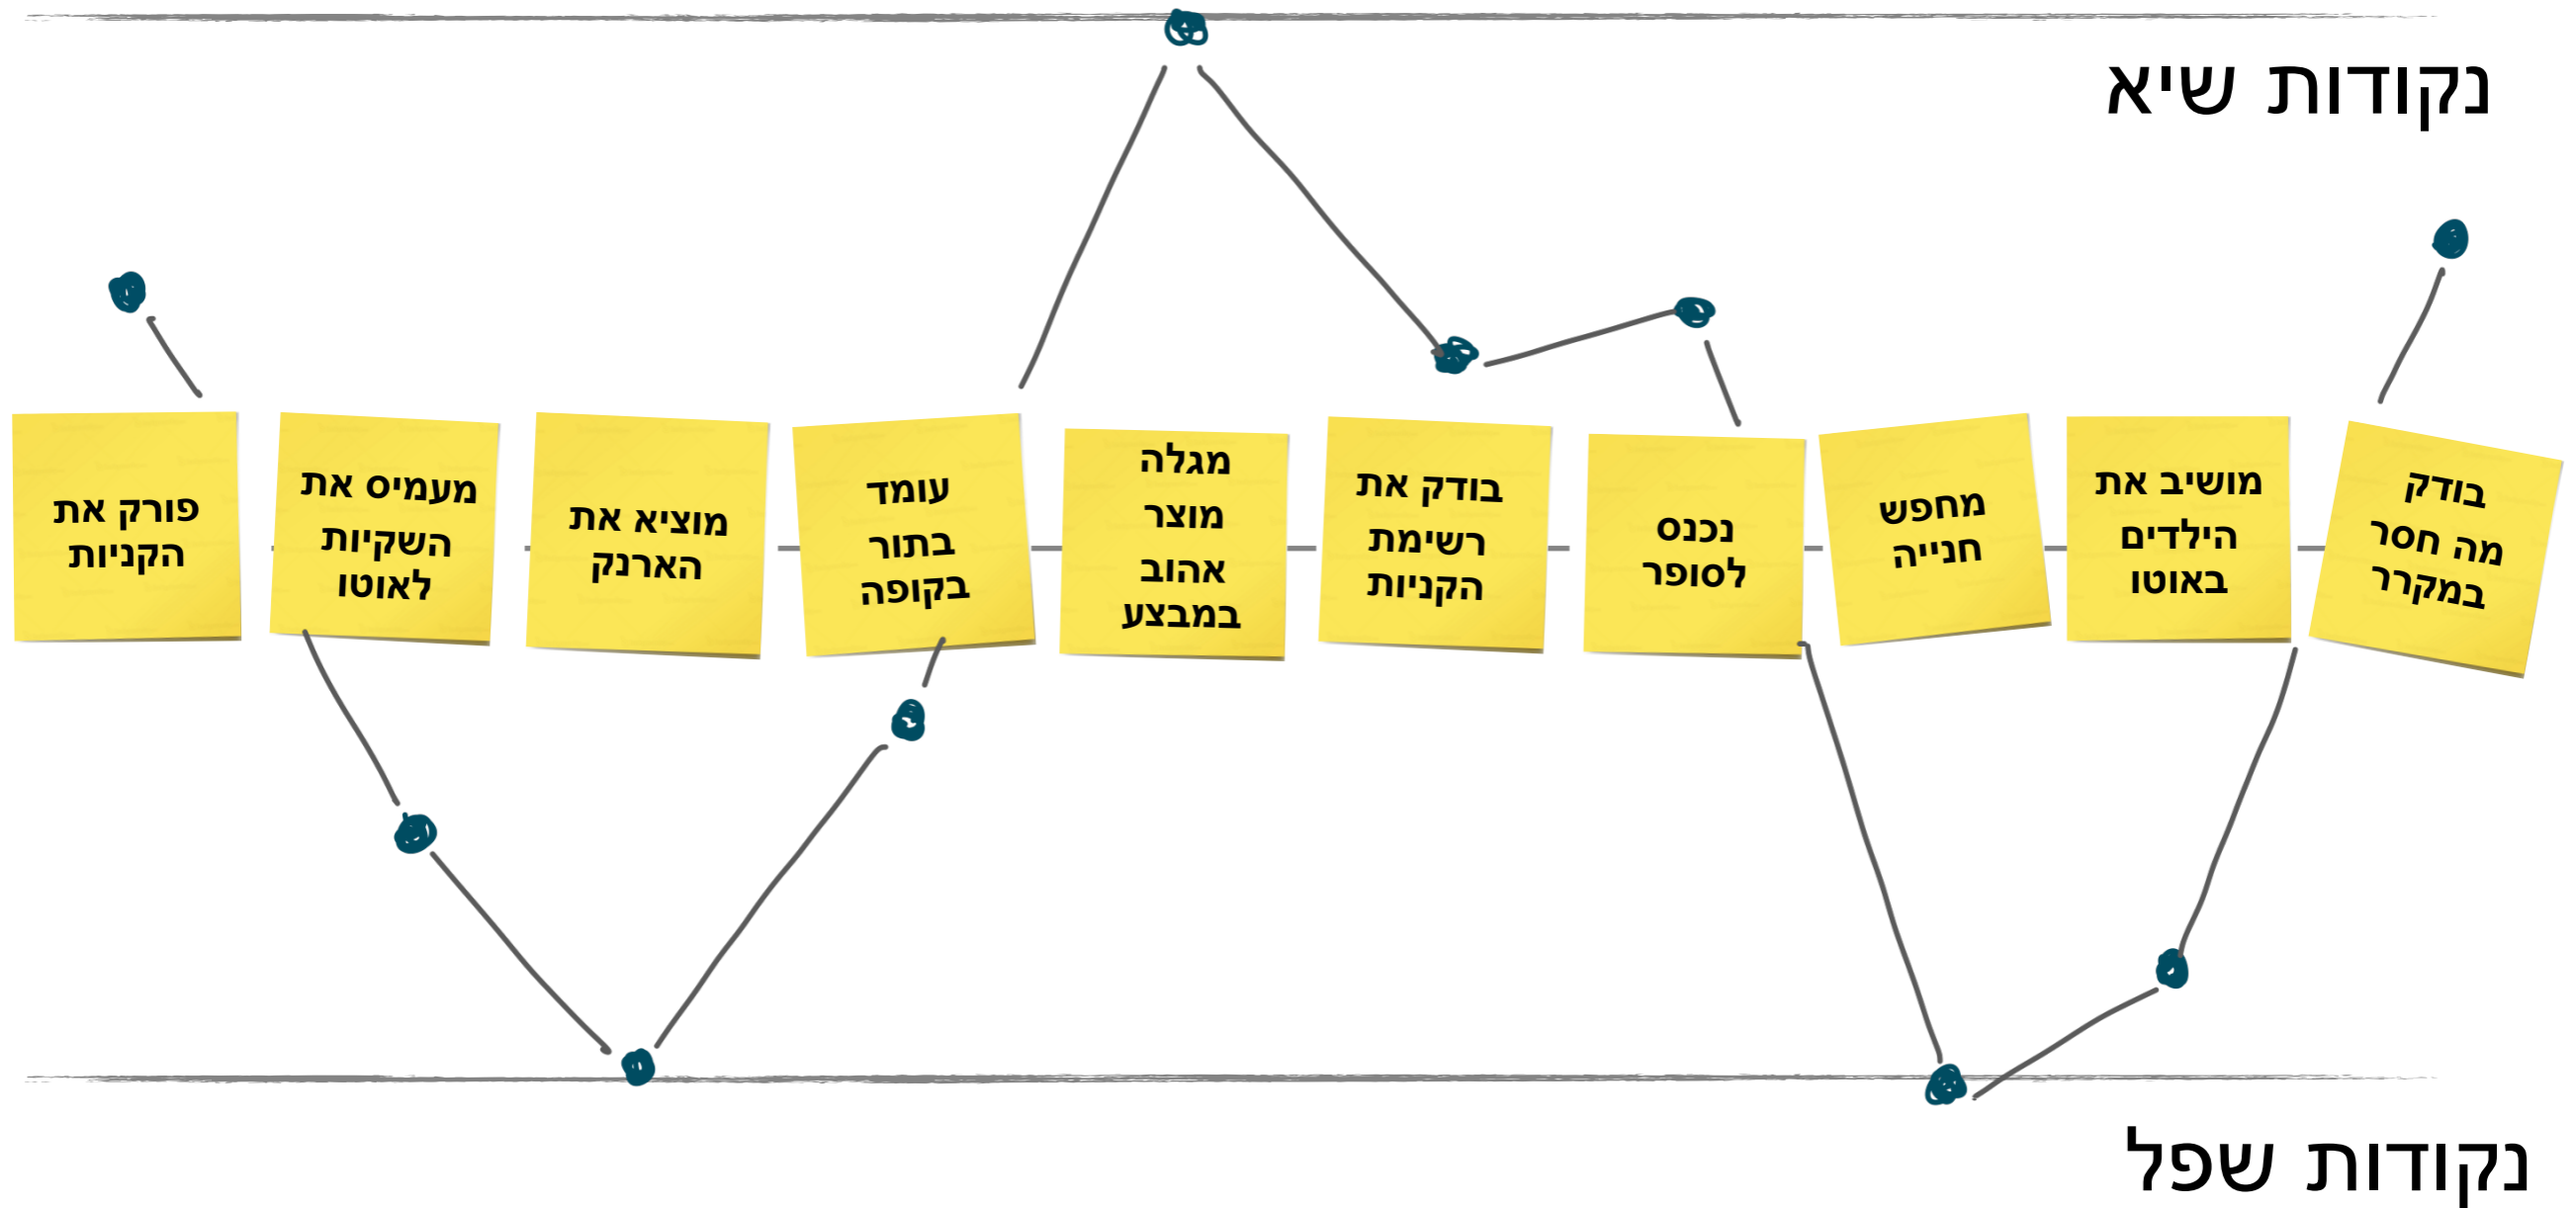 נקודות שיא
בודק
מה חסר
במקרר
מושיב את
הילדים
באוטו
מחפש
חנייה
נכנס
לסופר
בודק את
רשימת
הקניות
מגלה
מוצר
אהוב
במבצע
עומד
בתור
בקופה
מוציא את
הארנק
מעמיס את
השקיות
לאוטו
פורק את
הקניות
נקודות שפל